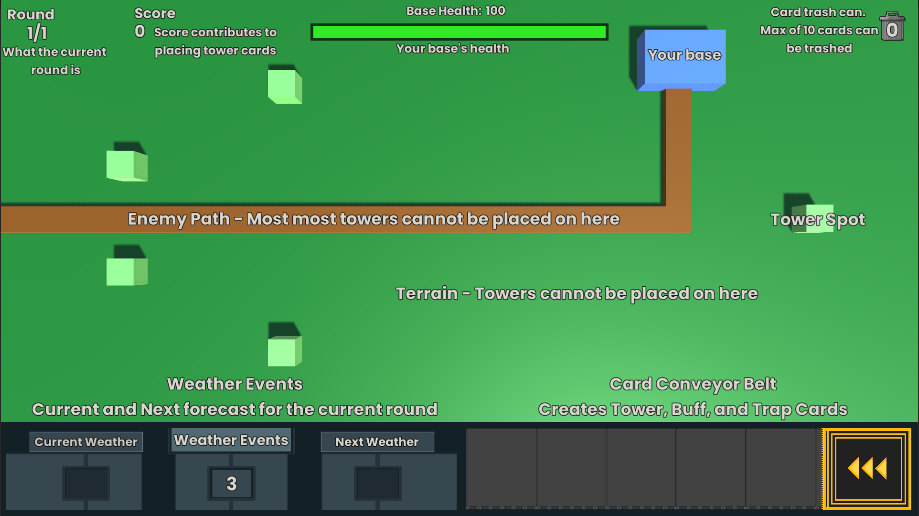 Round
1/1
What the current
round is
Score
0 Score contributes to
placing tower cards
Base Health: 100
Your base's health
Card trash can.
Max of 10 cards can
be trashed
0
Your base
Enemy Path - Most most towers cannot be placed on here
Tower Spot
Terrain - Towers cannot be placed on here
Weather Events
Current and Next forecast for the current round
Card Conveyor Belt
Creates Tower, Buff, and Trap Cards
Current Weather
Weather Events
Next Weather
3